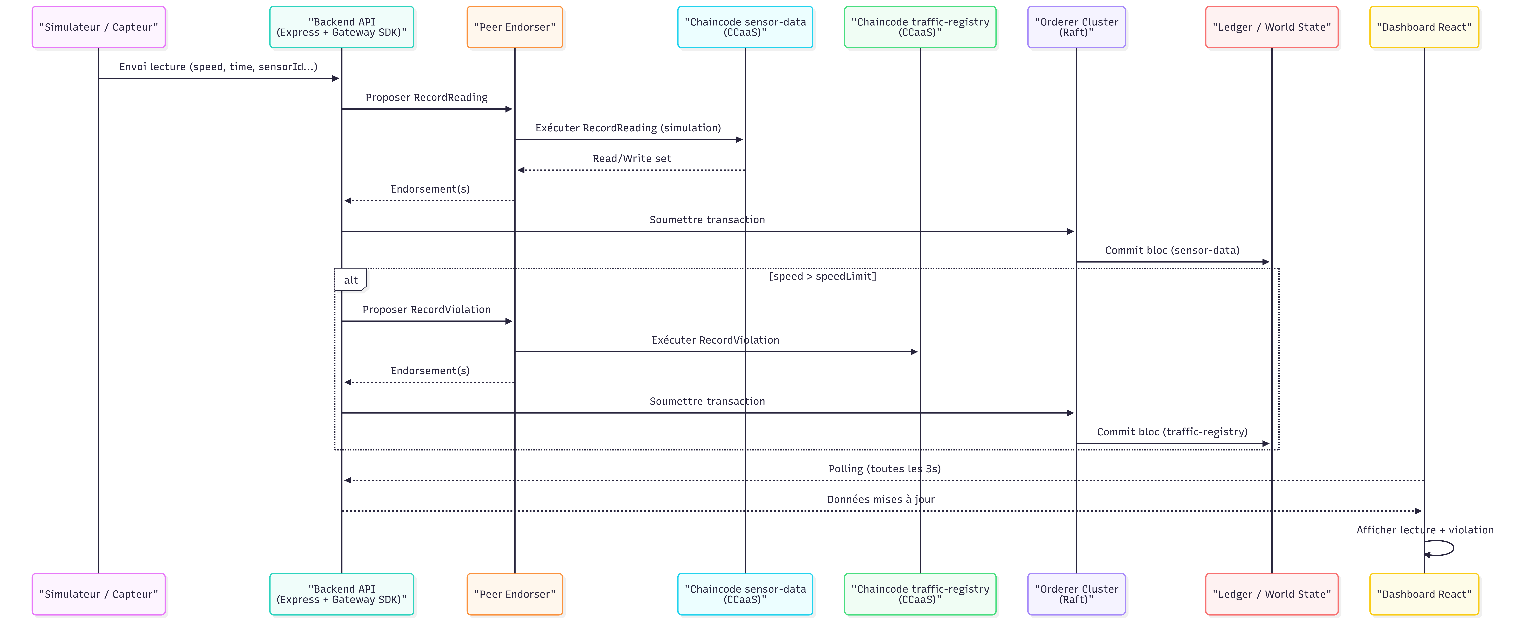 "Simulateur / Capteur"
"Backend API
(Express + Gateway SDK)"
"Peer Endorser"
"Chaincode sensor-data
(CCaaS)"
"Chaincode traffic-registry
(CCaaS)"
"Orderer Cluster
(Raft)"
"Ledger / World State"
"Dashboard React"
Envoi lecture (speed, time, sensorId...)
Proposer RecordReading
Exécuter RecordReading (simulation)
Read/Write set
Endorsement(s)
Soumettre transaction
Commit bloc (sensor-data)
alt
[speed > speedLimit]
Proposer RecordViolation
Exécuter RecordViolation
Endorsement(s)
Soumettre transaction
Commit bloc (traffic-registry)
Polling (toutes les 3s)
Données mises à jour
Afficher lecture + violation
"Simulateur / Capteur"
"Backend API
(Express + Gateway SDK)"
"Peer Endorser"
"Chaincode sensor-data
(CCaaS)"
"Chaincode traffic-registry
(CCaaS)"
"Orderer Cluster
(Raft)"
"Ledger / World State"
"Dashboard React"